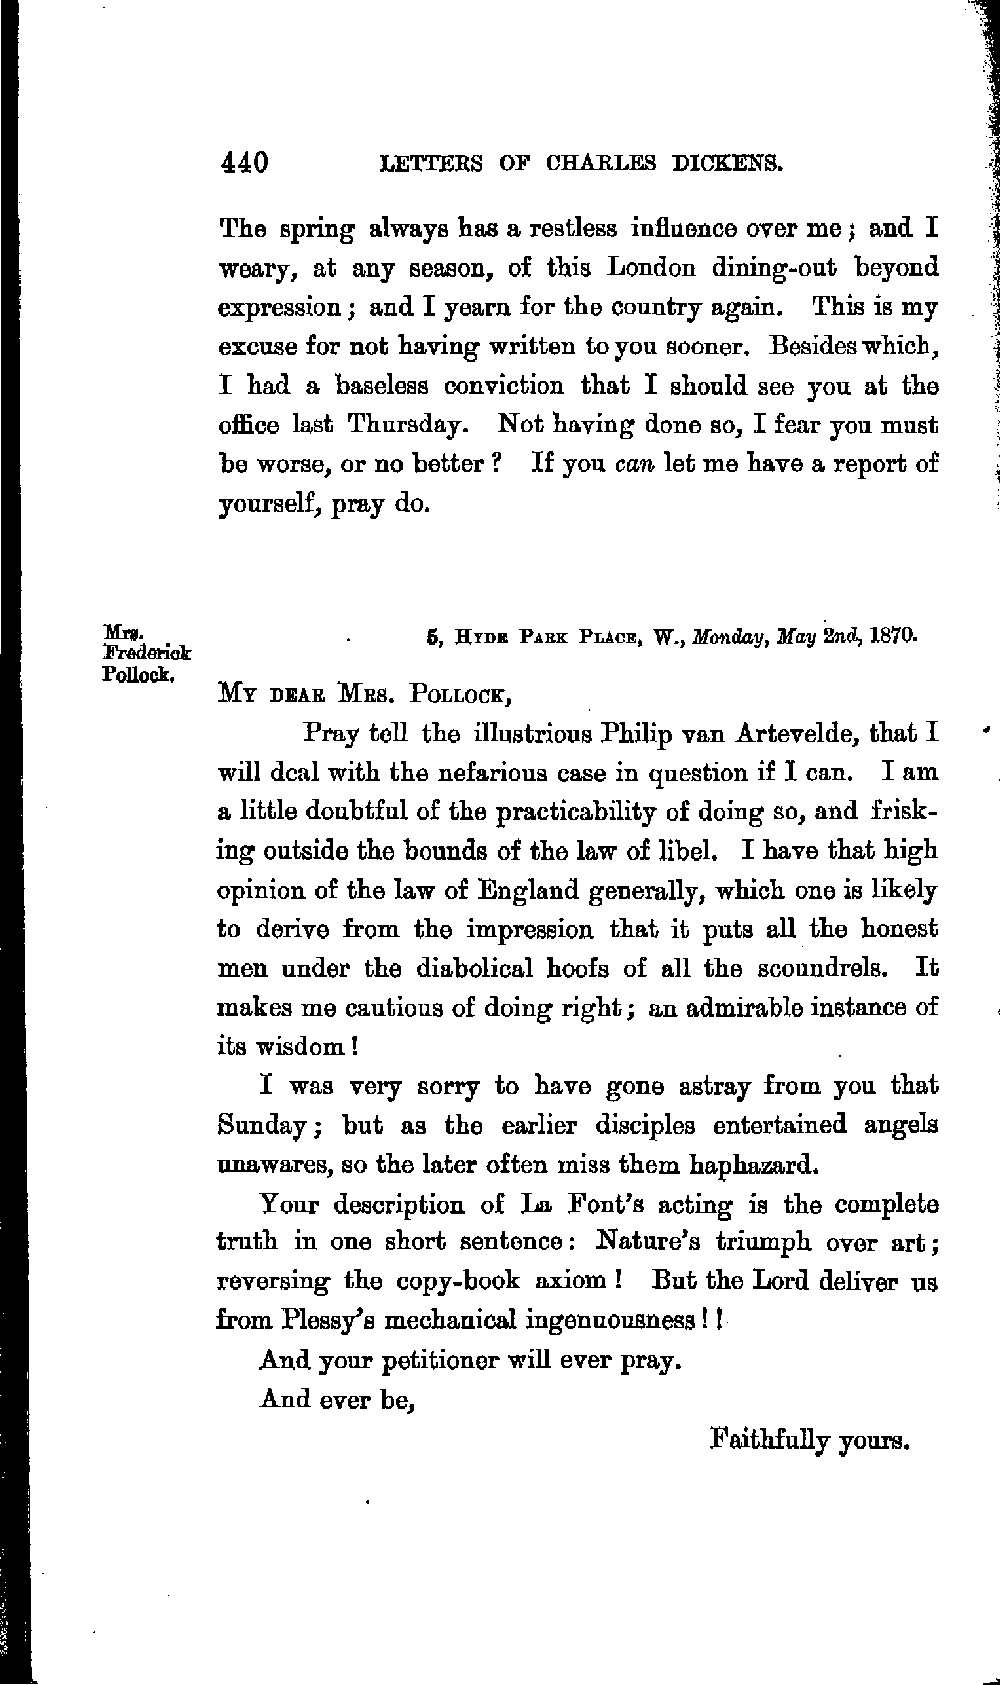 440 LETTERS OF CHARLES DICKENS.
The spring always has a restless influence over me; and I
weary, at any season, of this London dining-out beyond
expression; and I yearn for the country again. This is my
excuse for not having written to you sooner. Besides which,
I had a baseless conviction that I should see you at the
office last Thursday. Not having done so, I fear you must
be worse, or no better? If you can let me have a report of
yourself, pray do.
Mrs.
Frederick
Pollock.
5, Hyde Park Place, W., Monday, May 2nd, 1870.
My dear Mrs. Pollock,
Pray tell the illustrious Philip van Artevelde, that I
will deal with the nefarious case in question if I can. I am
a little doubtful of the practicability of doing so, and frisk-
ing outside the bounds of the law of libel. I have that high
opinion of the law of England generally, which one is likely
to derive from the impression that it puts all the honest
men under the diabolical hoofs of all the scoundrels. It
makes me cautious of doing right; an admirable instance of
its wisdom!
I was very sorry to have gone astray from you that
Sunday; but as the earlier disciples entertained angels
unawares, so the later often miss them haphazard.
Your description of La Font's acting is the complete
truth in one short sentence: Nature's triumph over art;
reversing the copy-book axiom! But the Lord deliver us
from Plessy's mechanical ingenuousness!!
And your petitioner will ever pray.
And ever be,
Faithfully yours.